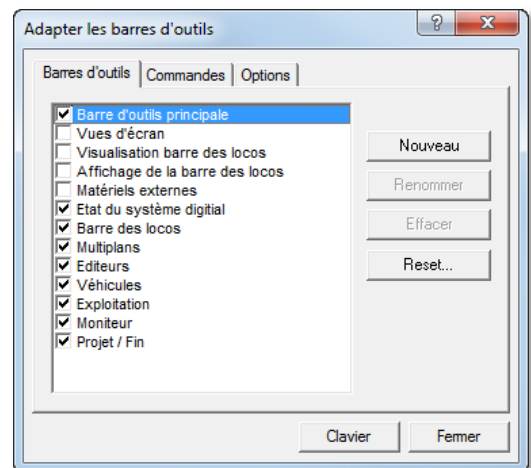 Adapter les barres d'outils
?
X
Barres d'outils
Commandes
Options
Barre d'outils principale
Vues d'écran
Visualisation barre des locos
Affichage de la barre des locos
Matériels externes
Etat du système digitial
Barre des locos
Multiplans
Editeurs
Véhicules
Exploitation
Moniteur
Projet / Fin
Nouveau
Renommer
Effacer
Reset...
Clavier
Fermer